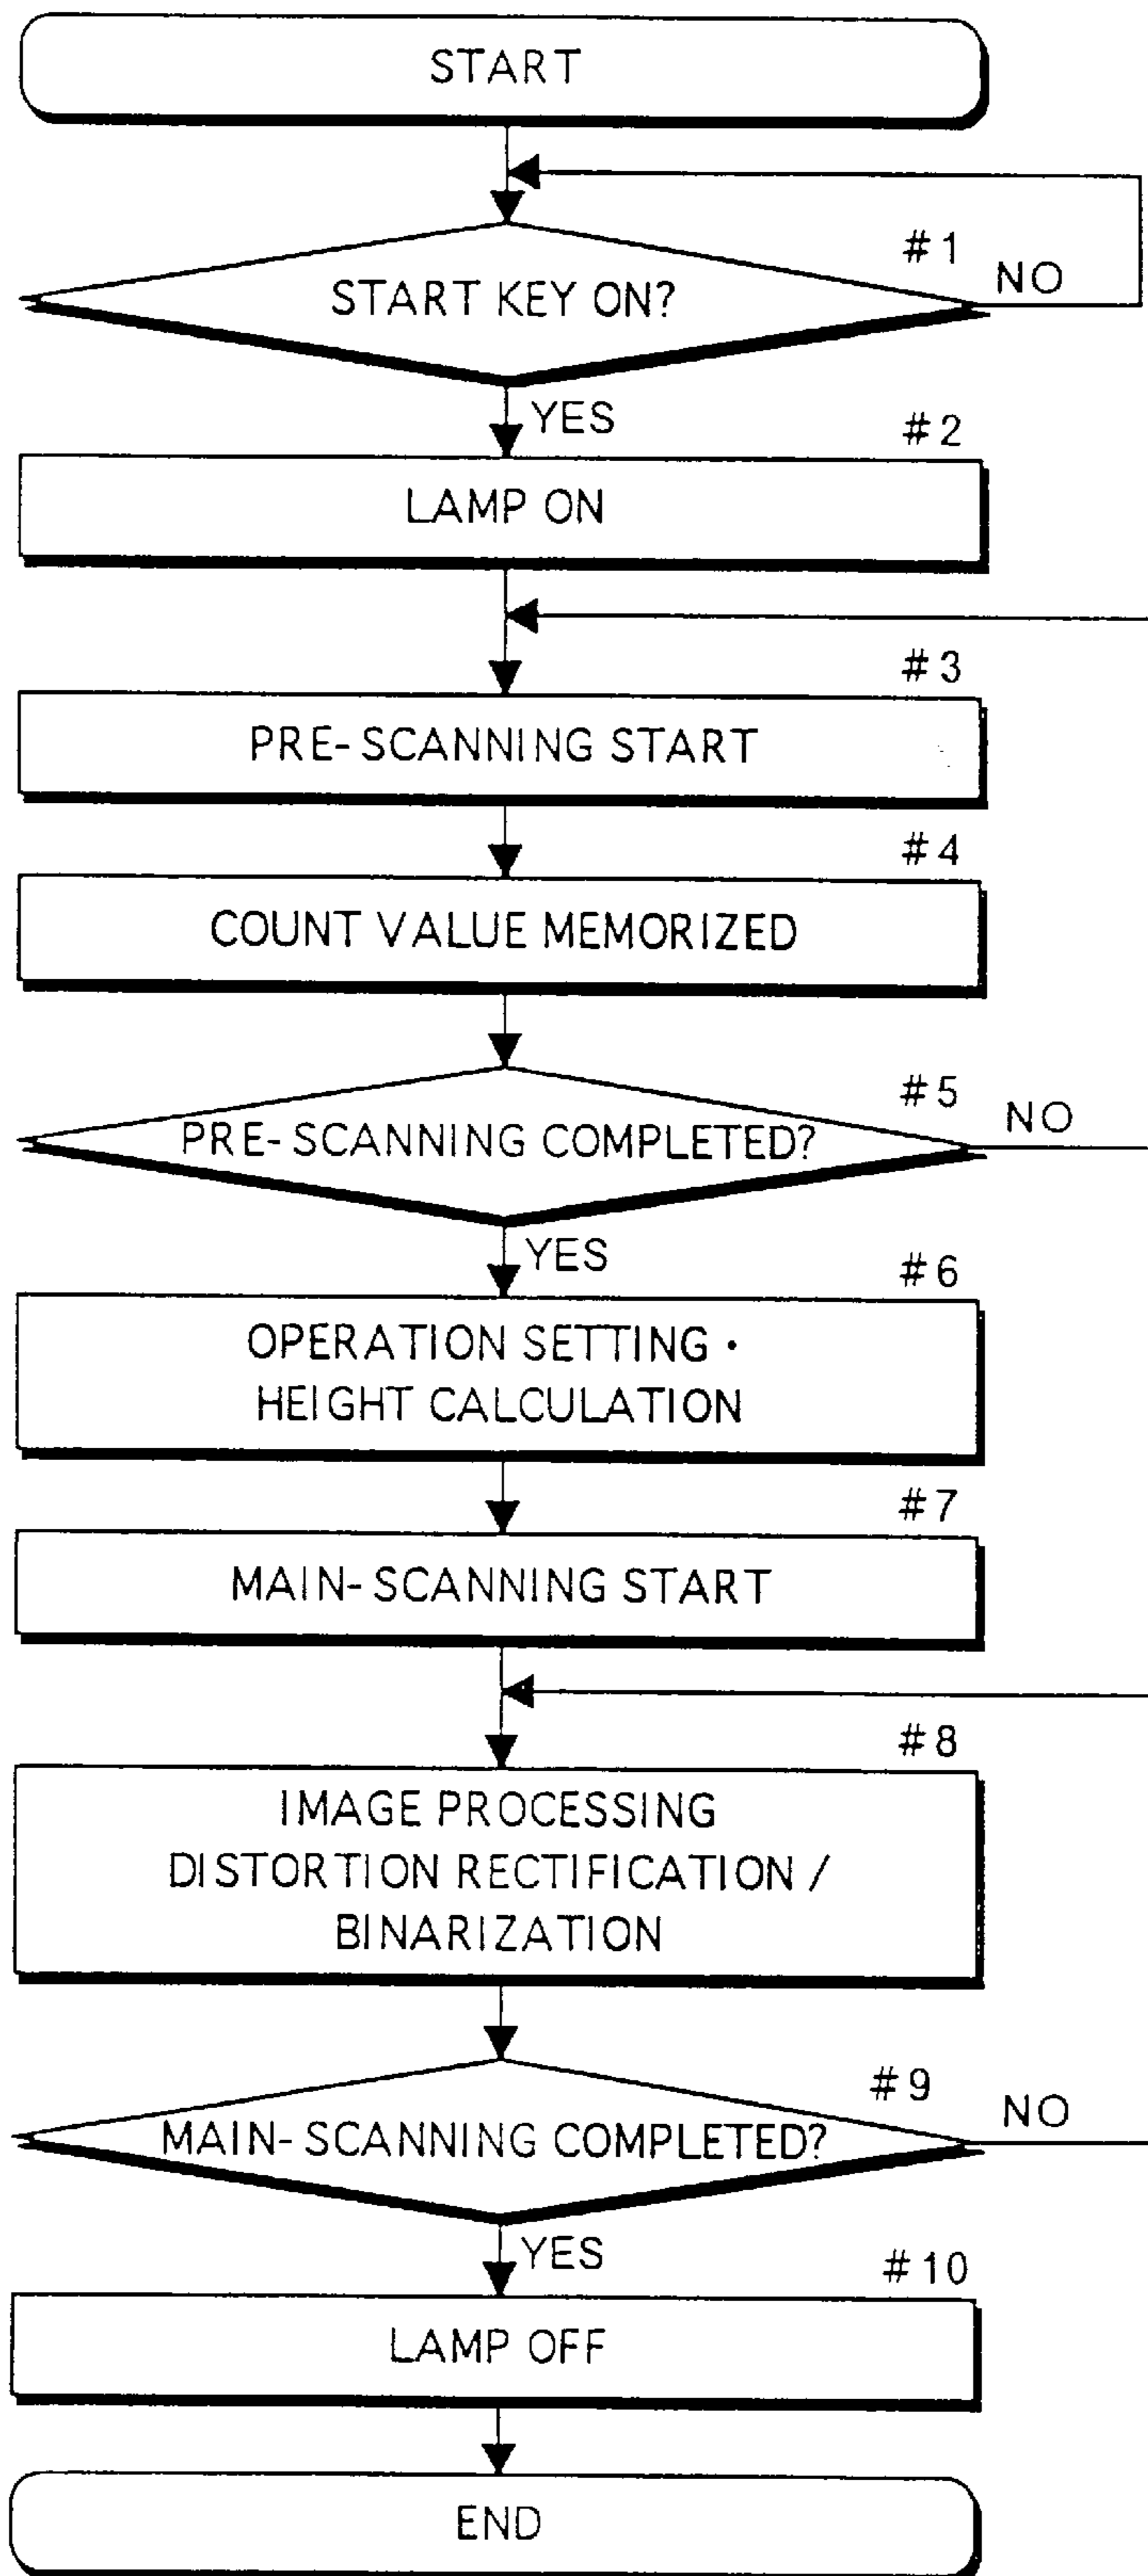 START
#1
START KEY ON?
NO
YES
#2
LAMP ON
#3
PRE-SCANNING START
#4
COUNT VALUE MEMORIZED
#5
PRE-SCANNING COMPLETED?
NO
YES
#6
OPERATION SETTING・
HEIGHT CALCULATION
#7
MAIN-SCANNING START
#8
IMAGE PROCESSING
DISTORTION RECTIFICATION /
BINARIZATION
#9
MAIN-SCANNING COMPLETED?
NO
YES
#10
LAMP OFF
END